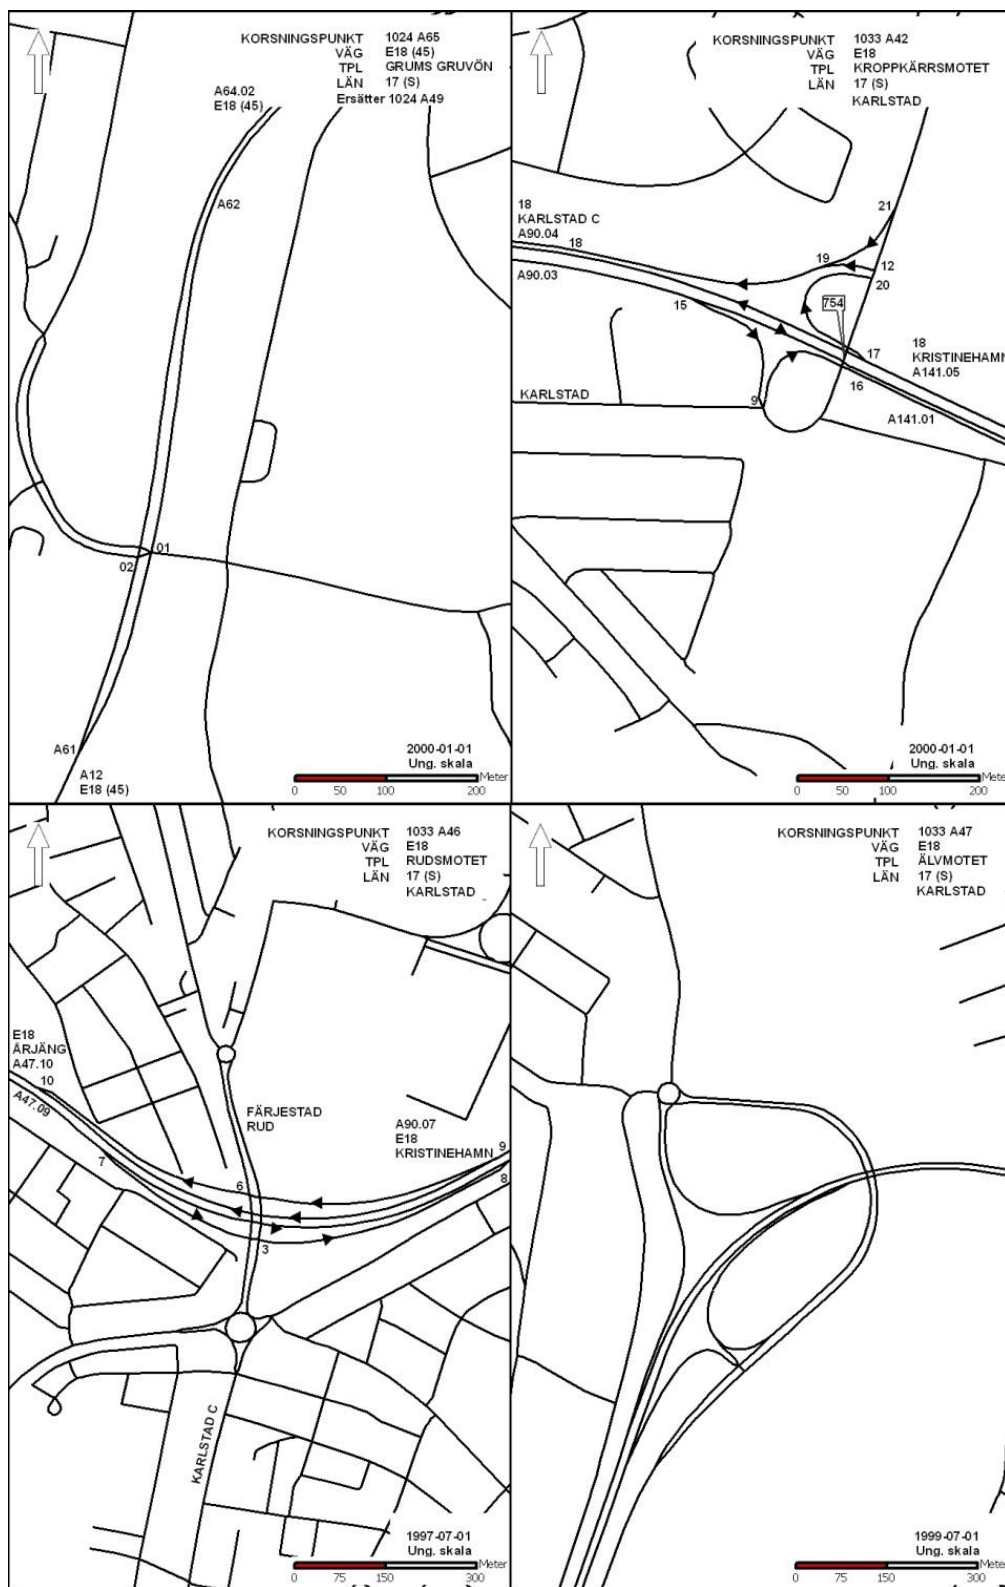 KORSNINGSPUNKT 1024 A65
VÄG E18 (45)
TPL GRUMS GRUVÖN
LÄN 17 (S)
Ersätter 1024 A49
A64.02
E18 (45)
A62
01
02
A61
A12
E18 (45)
2000-01-01
Ung. skala
Meter
0 50 100 200
KORSNINGSPUNKT 1033 A42
VÄG E18
TPL KROPPKÄRRSMOTET
LÄN 17 (S)
KARLSTAD
18
KARLSTAD C
A90.04
18
A90.03
21
19
12
20
754
15
17
18
KRISTINEHAMN
A141.05
16
KARLSTAD
9
A141.01
2000-01-01
Ung. skala
Meter
0 50 100 200
KORSNINGSPUNKT 1033 A46
VÄG E18
TPL RUDSMOTET
LÄN 17 (S)
KARLSTAD
E18
ÅRJÄNG
A47.10
10
A47.09
FÄRJESTAD
RUD
A90.07
E18
KRISTINEHAMN
9
8
7
6
3
KARLSTAD C
1997-07-01
Ung. skala
Meter
0 75 150 300
KORSNINGSPUNKT 1033 A47
VÄG E18
TPL ÄLVMOTET
LÄN 17 (S)
KARLSTAD
1999-07-01
Ung. skala
Meter
0 75 150 300